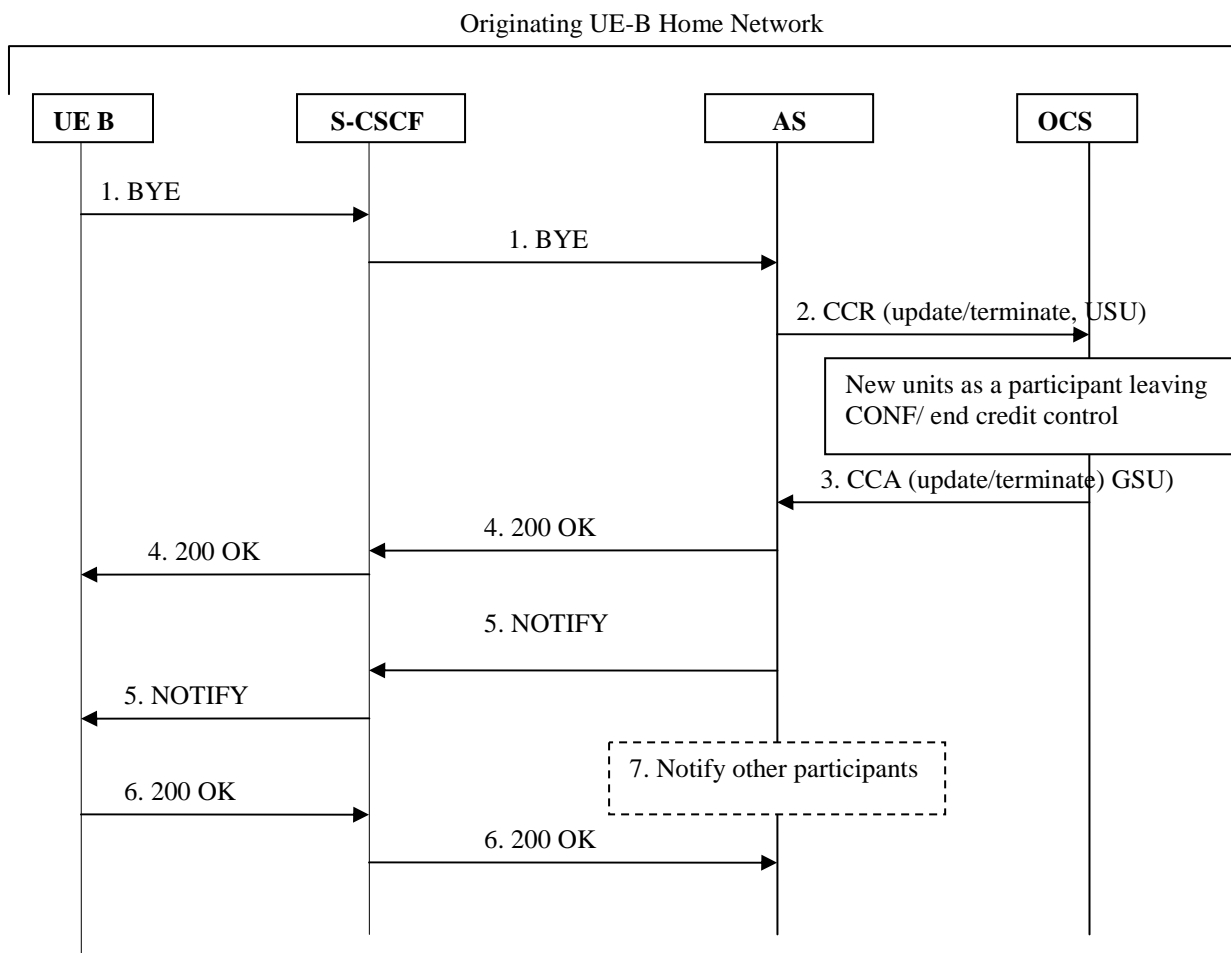 Originating UE-B Home Network
UE B
S-CSCF
AS
OCS
1. BYE
1. BYE
2. CCR (update/terminate, USU)
New units as a participant leaving
CONF/ end credit control
3. CCA (update/terminate) GSU)
4. 200 OK
4. 200 OK
5. NOTIFY
5. NOTIFY
7. Notify other participants
6. 200 OK
6. 200 OK